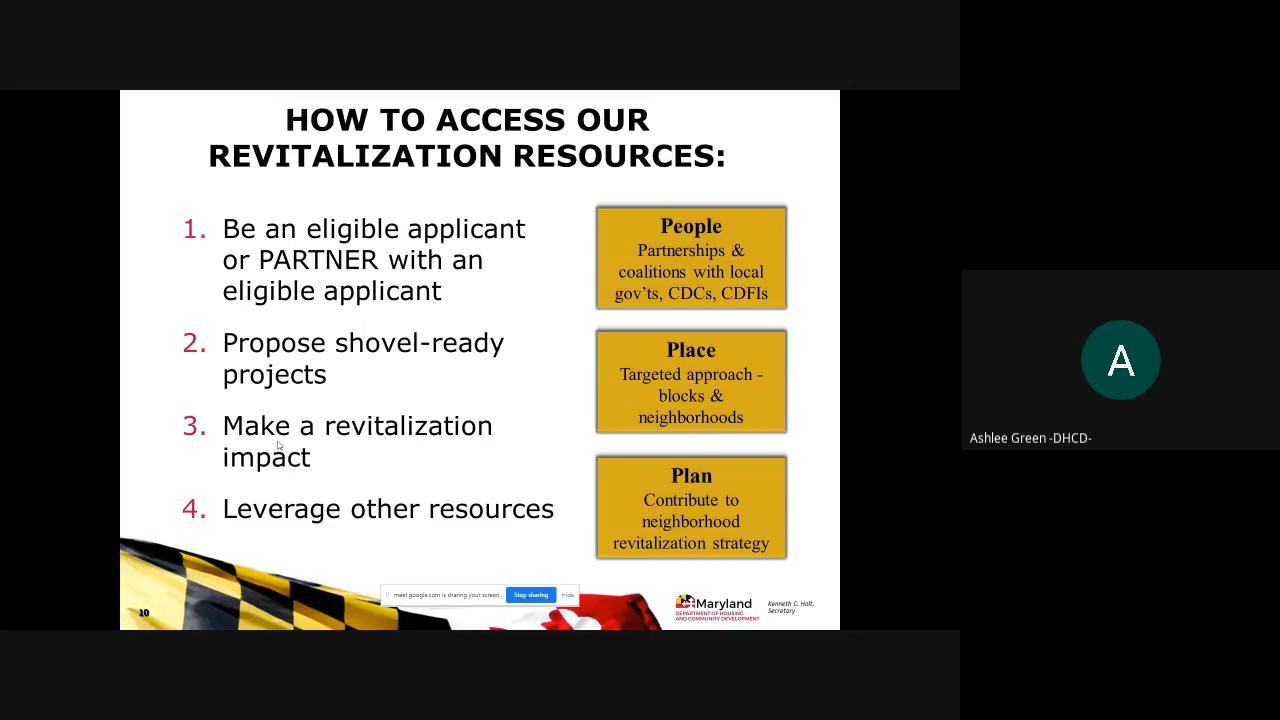 HOW TO ACCESS OUR
REVITALIZATION RESOURCES:
1. Be an eligible applicant
or PARTNER with an
eligible applicant
2. Propose shovel-ready
projects
3. Make a revitalization
impact
4. Leverage other resources
People
Partnerships &
coalitions with local
gov'ts, CDCs, CDFIs
Place
Targeted approach -
blocks &
neighborhoods
Plan
Contribute to
neighborhood
revitalization strategy
meet.google.com is sharing your screen. Stop sharing Hide
10
Maryland
DEPARTMENT OF HOUSING
AND COMMUNITY DEVELOPMENT
Kenneth C. Holt,
Secretary
A
Ashlee Green -DHCD-